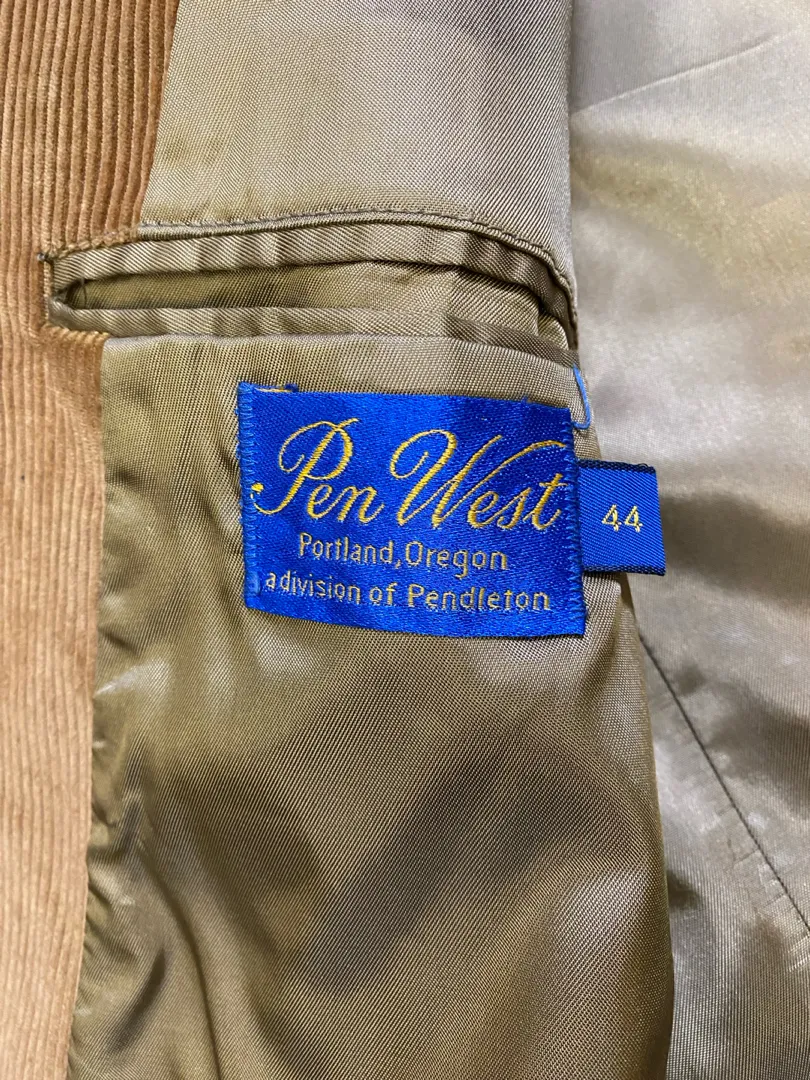 Pen West
Portland, Oregon
a division of Pendleton
44